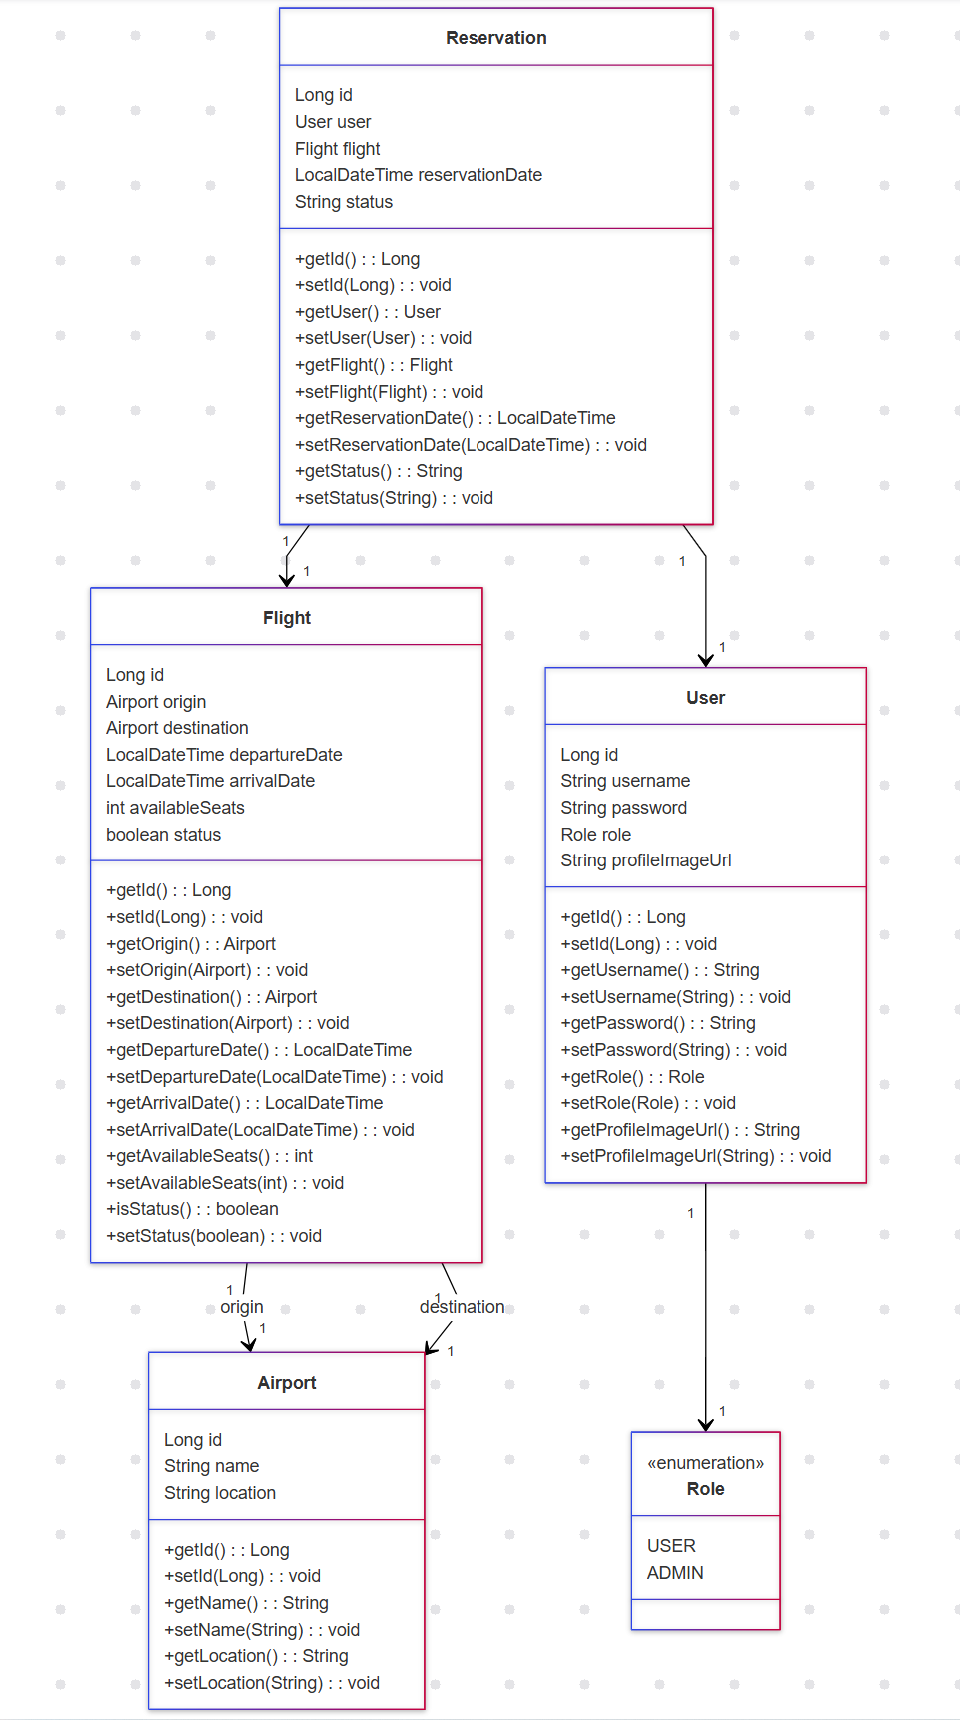 Reservation
Long id
User user
Flight flight
LocalDateTime reservationDate
String status
+getId() : : Long
+setId(Long) : : void
+getUser() : : User
+setUser(User) : : void
+getFlight() : : Flight
+setFlight(Flight) : : void
+getReservationDate() : : LocalDateTime
+setReservationDate(LocalDateTime) : : void
+getStatus() : : String
+setStatus(String) : : void
1
1
1
1
Flight
Long id
Airport origin
Airport destination
LocalDateTime departureDate
LocalDateTime arrivalDate
int availableSeats
boolean status
+getId() : : Long
+setId(Long) : : void
+getOrigin() : : Airport
+setOrigin(Airport) : : void
+getDestination() : : Airport
+setDestination(Airport) : : void
+getDepartureDate() : : LocalDateTime
+setDepartureDate(LocalDateTime) : : void
+getArrivalDate() : : LocalDateTime
+setArrivalDate(LocalDateTime) : : void
+getAvailableSeats() : : int
+setAvailableSeats(int) : : void
+isStatus() : : boolean
+setStatus(boolean) : : void
User
Long id
String username
String password
Role role
String profileImageUrl
+getId() : : Long
+setId(Long) : : void
+getUsername() : : String
+setUsername(String) : : void
+getPassword() : : String
+setPassword(String) : : void
+getRole() : : Role
+setRole(Role) : : void
+getProfileImageUrl() : : String
+setProfileImageUrl(String) : : void
1
origin
1
1
destination
1
1
1
Airport
Long id
String name
String location
+getId() : : Long
+setId(Long) : : void
+getName() : : String
+setName(String) : : void
+getLocation() : : String
+setLocation(String) : : void
«enumeration»
Role
USER
ADMIN